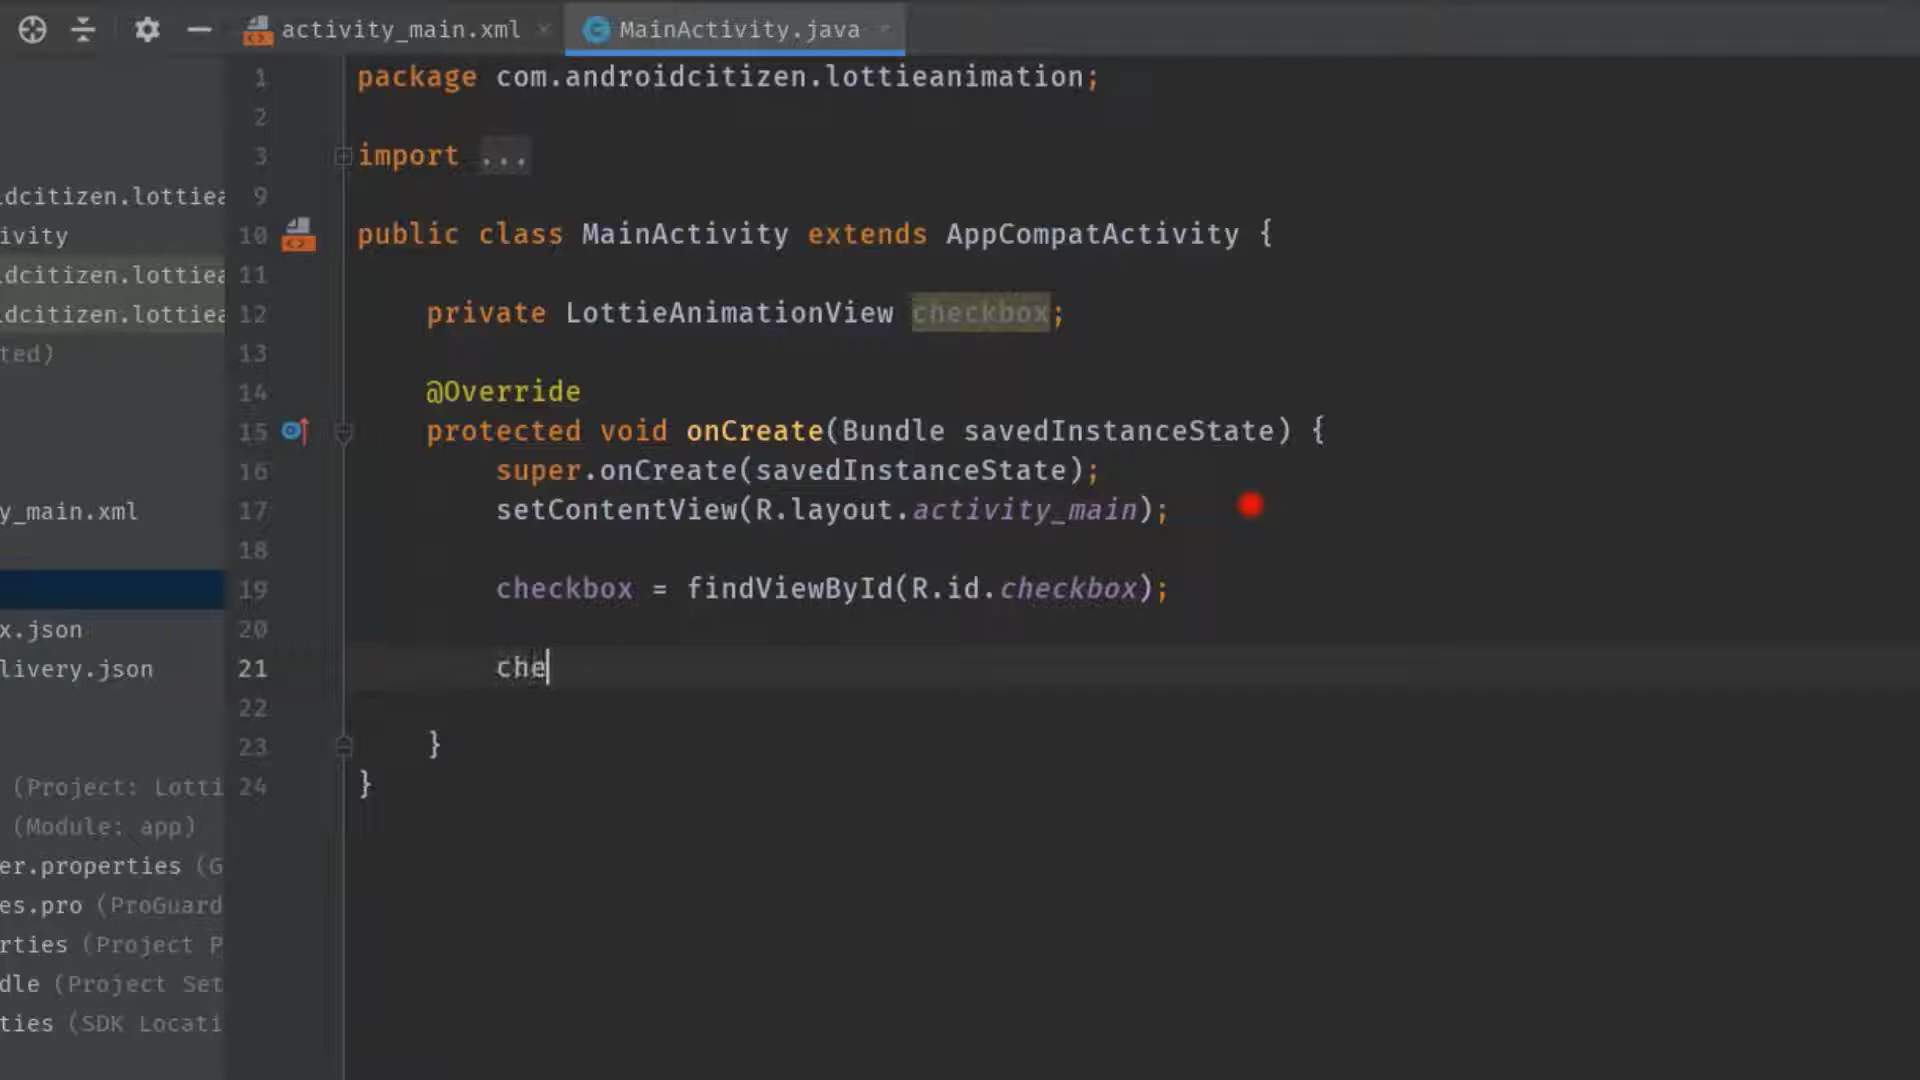 activity_main.xml
MainActivity.java
dcitizen.lottiea
ivity
dcitizen.lottiea
dcitizen.lottiea
ted)
y_main.xml
x.json
livery.json
(Project: Lotti
(Module: app)
er.properties (G
es.pro (ProGuard
rties (Project P
dle (Project Set
ties (SDK Locati
1 package com.androidcitizen.lottieanimation;
2
3 import ...
9
10 public class MainActivity extends AppCompatActivity {
11
12 private LottieAnimationView checkbox;
13
14 @Override
15 protected void onCreate(Bundle savedInstanceState) {
16 super.onCreate(savedInstanceState);
17 setContentView(R.layout.activity_main);
18
19 checkbox = findViewById(R.id.checkbox);
20
21 che
22
23 }
24 }